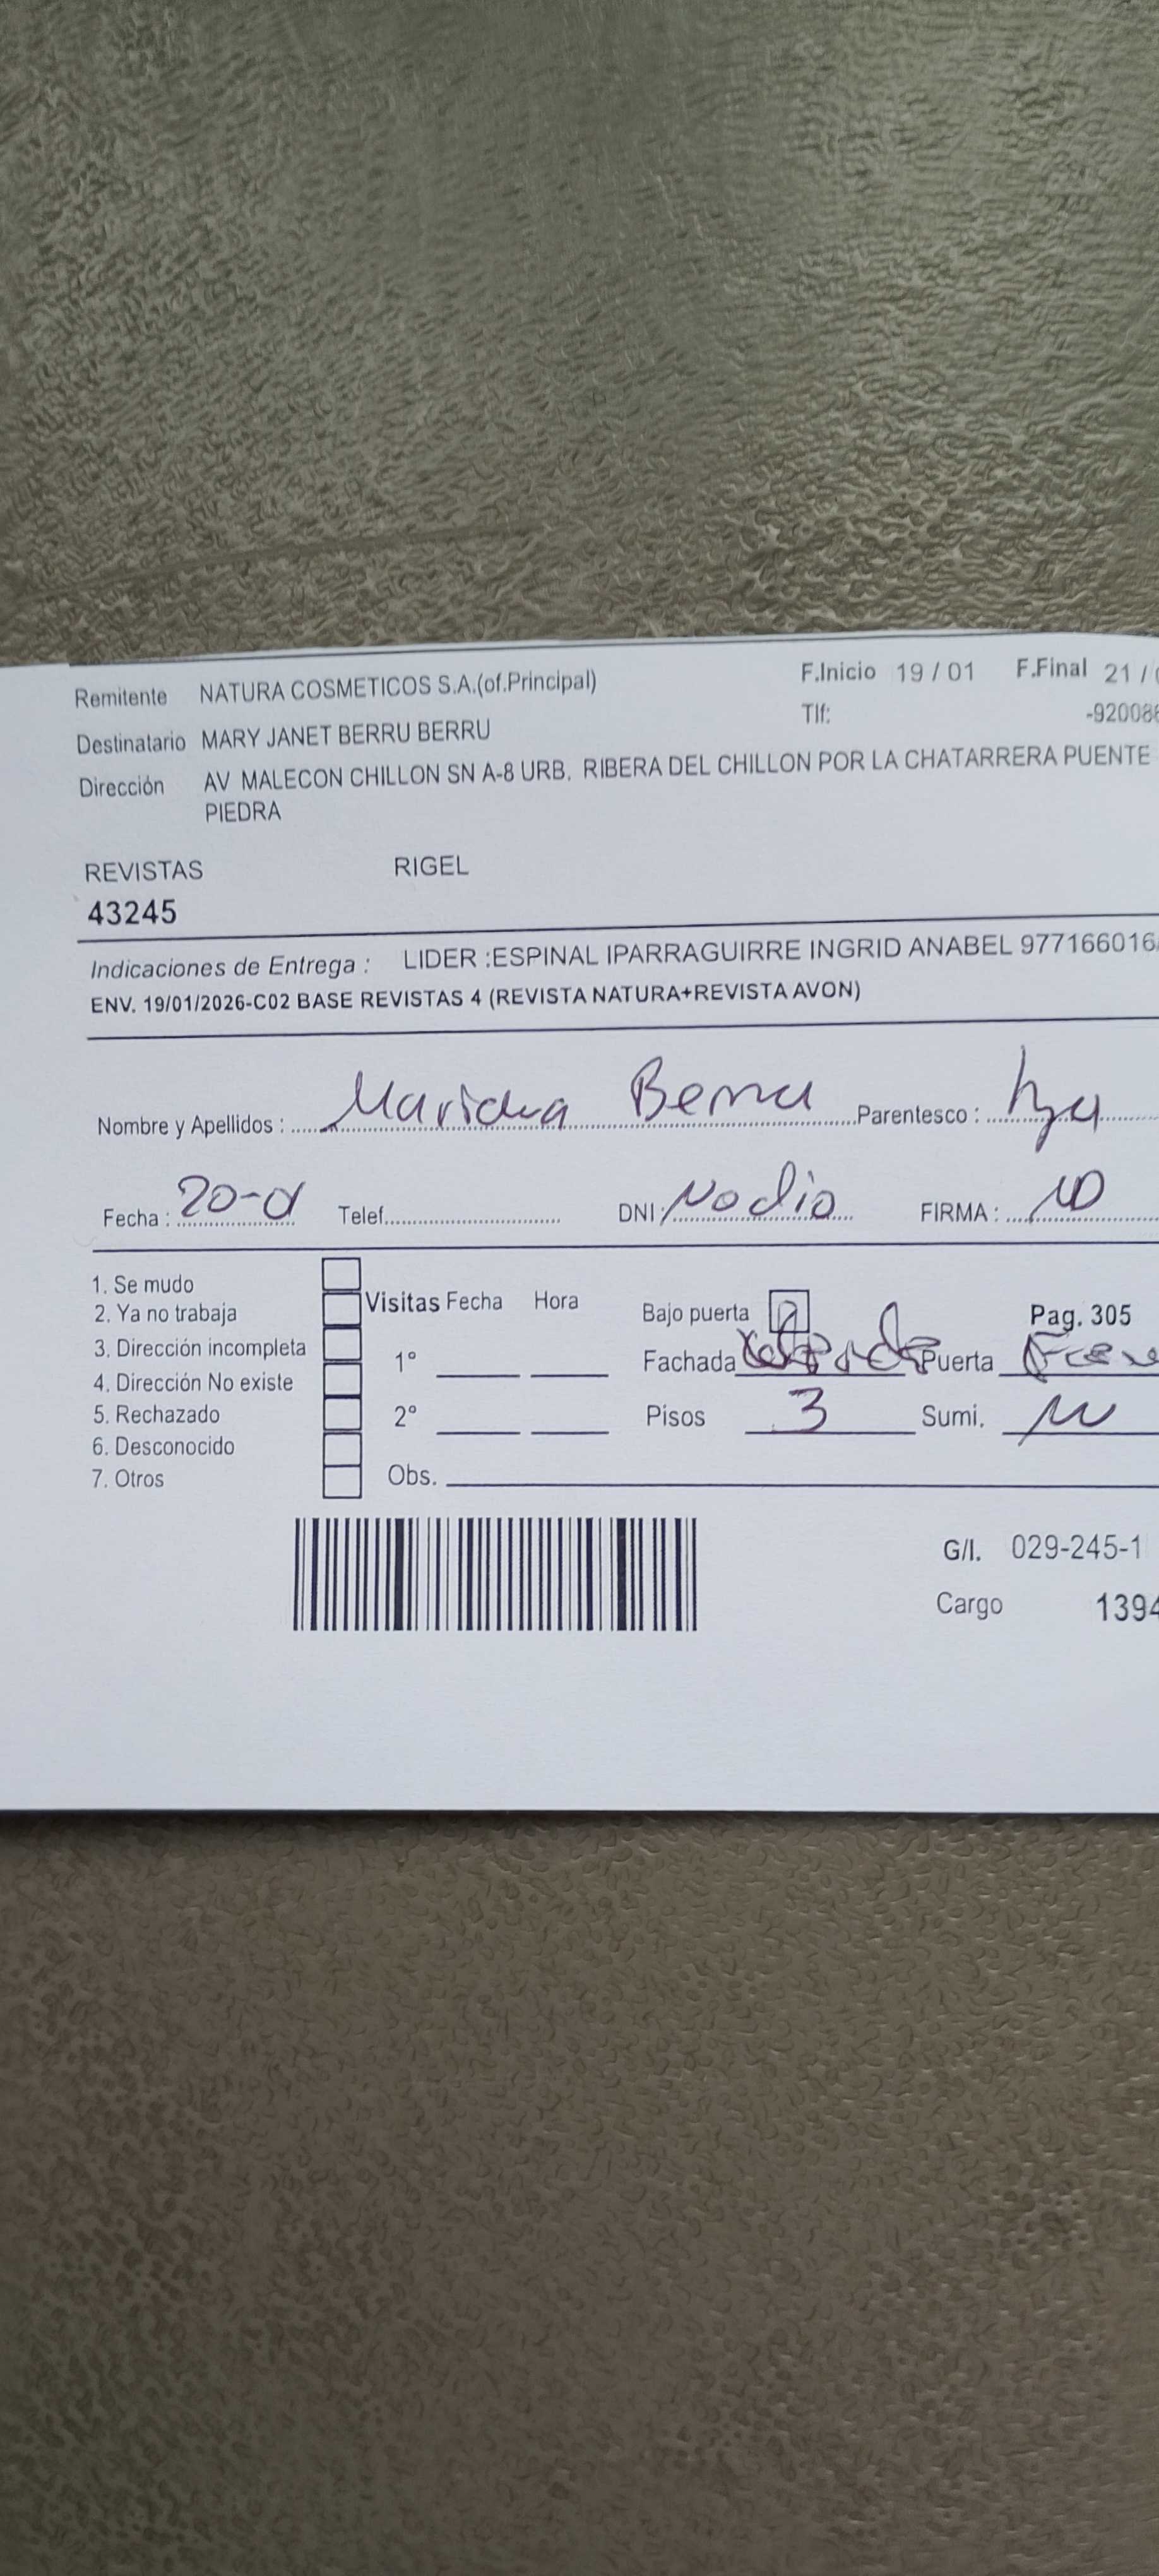 Remitente NATURA COSMETICOS S.A.(of.Principal) F.Inicio 19 / 01 F.Final 21 /
Destinatario MARY JANET BERRU BERRU Tlf: -920086
Dirección AV MALECON CHILLON SN A-8 URB. RIBERA DEL CHILLON POR LA CHATARRERA PUENTE
PIEDRA
REVISTAS RIGEL
43245
Indicaciones de Entrega : LIDER :ESPINAL IPARRAGUIRRE INGRID ANABEL 977166016
ENV. 19/01/2026-C02 BASE REVISTAS 4 (REVISTA NATURA+REVISTA AVON)
Nombre y Apellidos : Berru Parentesco :
Fecha : 20-01 Telef. DNI: No dio FIRMA : ND
1. Se mudo
2. Ya no trabaja Visitas Fecha Hora Bajo puerta Pag. 305
3. Dirección incompleta 1° Fachada Puerta
4. Dirección No existe
5. Rechazado 2° Pisos 3 Sumi.
6. Desconocido
7. Otros Obs.
G/I. 029-245-1
Cargo 1394